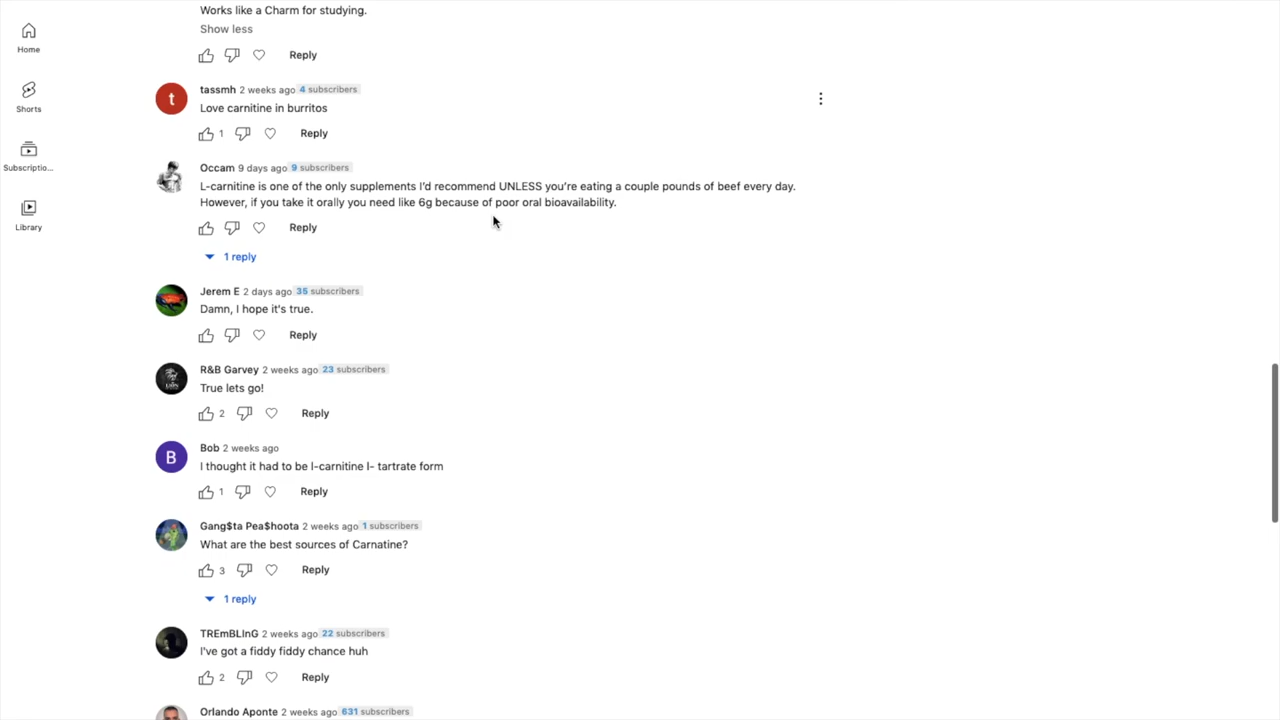 Works like a Charm for studying.
Show less
Reply
Home
Shorts
Subscriptio...
Library
t
tassmh 2 weeks ago 4 subscribers
Love carnitine in burritos
1 Reply
Occam 9 days ago 9 subscribers
L-carnitine is one of the only supplements I'd recommend UNLESS you're eating a couple pounds of beef every day.
However, if you take it orally you need like 6g because of poor oral bioavailability.
Reply
1 reply
Jerem E 2 days ago 35 subscribers
Damn, I hope it's true.
Reply
R&B Garvey 2 weeks ago 23 subscribers
True lets go!
2 Reply
B
Bob 2 weeks ago
I thought it had to be l-carnitine l- tartrate form
1 Reply
Gang$ta Pea$hoota 2 weeks ago 1 subscribers
What are the best sources of Carnatine?
3 Reply
1 reply
TREmBLInG 2 weeks ago 22 subscribers
I've got a fiddy fiddy chance huh
2 Reply
Orlando Aponte 2 weeks ago 631 subscribers